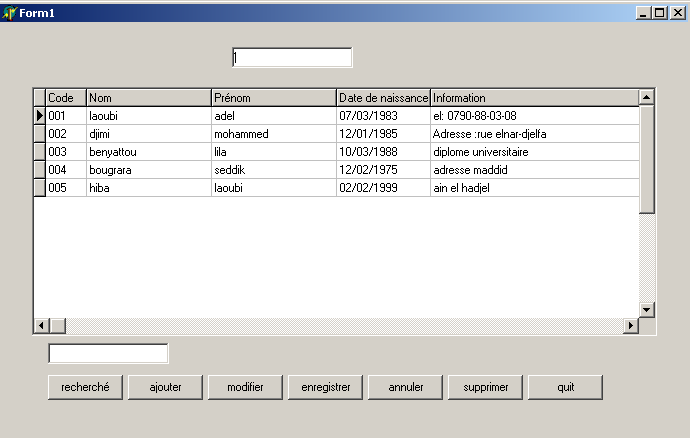 Form1
1
Code Nom Prénom Date de naissance Information
001 laoubi adel 07/03/1983 el: 0790-88-03-08
002 djimi mohammed 12/01/1985 Adresse :rue elnar-djelfa
003 benyattou lila 10/03/1988 diplome universitaire
004 bougrara seddik 12/02/1975 adresse maddid
005 hiba laoubi 02/02/1999 ain el hadjel
recherché ajouter modifier enregistrer annuler supprimer quit